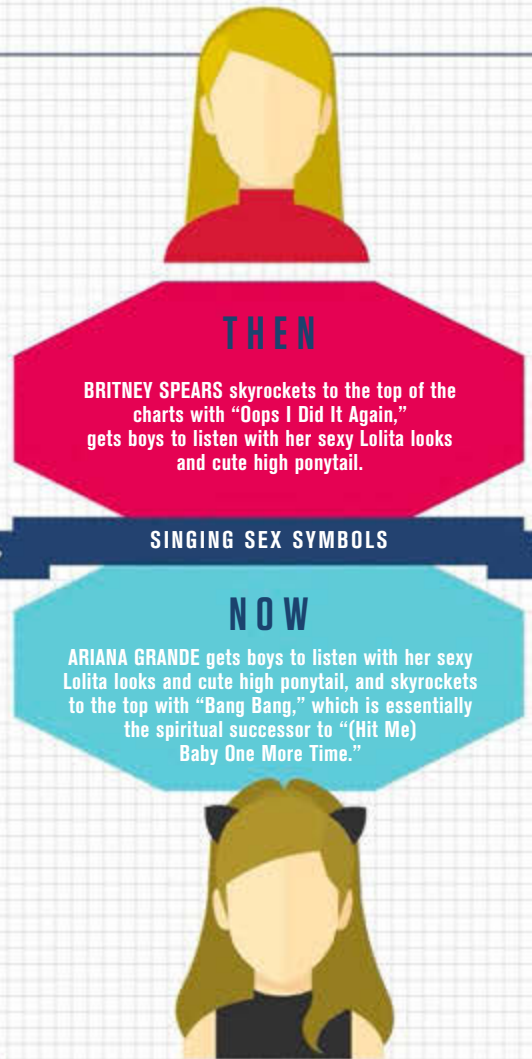 THEN
BRITNEY SPEARS skyrockets to the top of the
charts with “Oops I Did It Again,”
gets boys to listen with her sexy Lolita looks
and cute high ponytail.
SINGING SEX SYMBOLS
NOW
ARIANA GRANDE gets boys to listen with her sexy
Lolita looks and cute high ponytail, and skyrockets
to the top with “Bang Bang,” which is essentially
the spiritual successor to “(Hit Me)
Baby One More Time.”